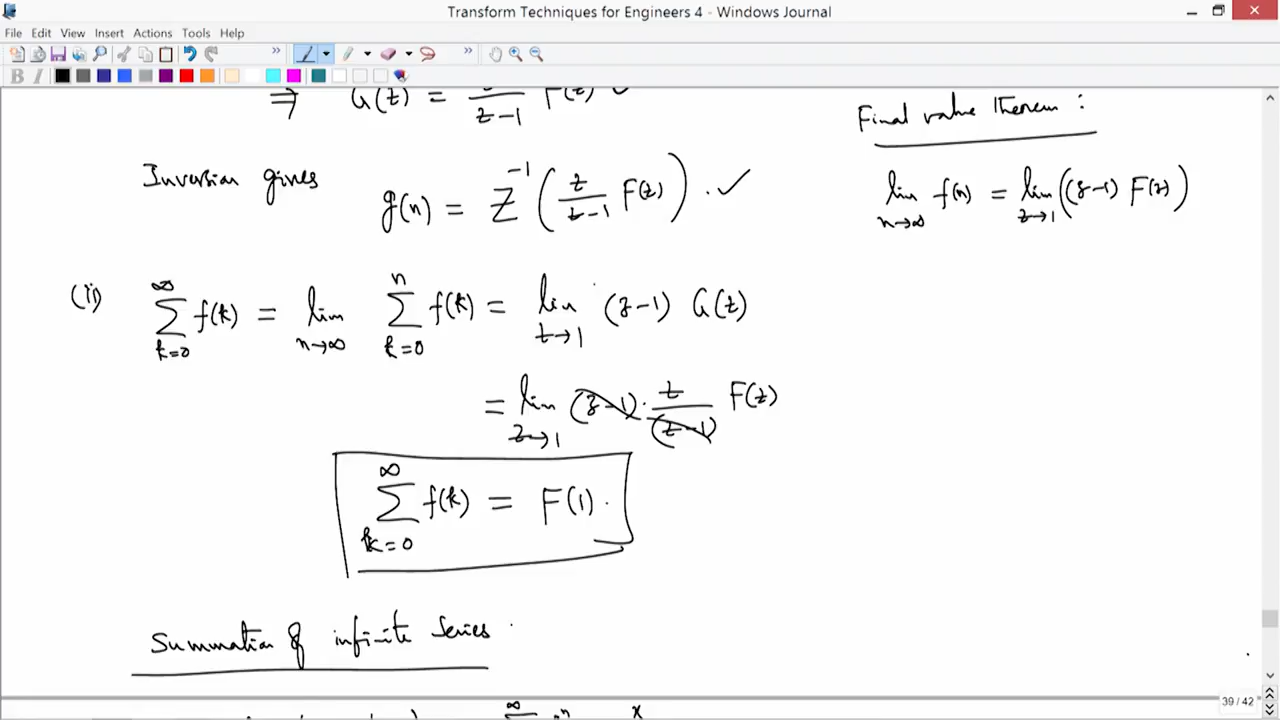 Transform Techniques for Engineers 4 - Windows Journal
File Edit View Insert Actions Tools Help
⇒ G(z) = z/(z-1) F(z) ✓
Final value theorem :
Inversion gives
g(n) = Z^{-1} ( z/(z-1) F(z) ) . ✓
lim_{n→∞} f(n) = lim_{z→1} ((z-1) F(z))
(ii) ∑_{k=0}^{∞} f(k) = lim_{n→∞} ∑_{k=0}^{n} f(k) = lim_{z→1} (z-1) G(z)
= lim_{z→1} (z-1) . z/(z-1) F(z)
∑_{k=0}^{∞} f(k) = F(1) .
Summation of infinite series .
39 / 42